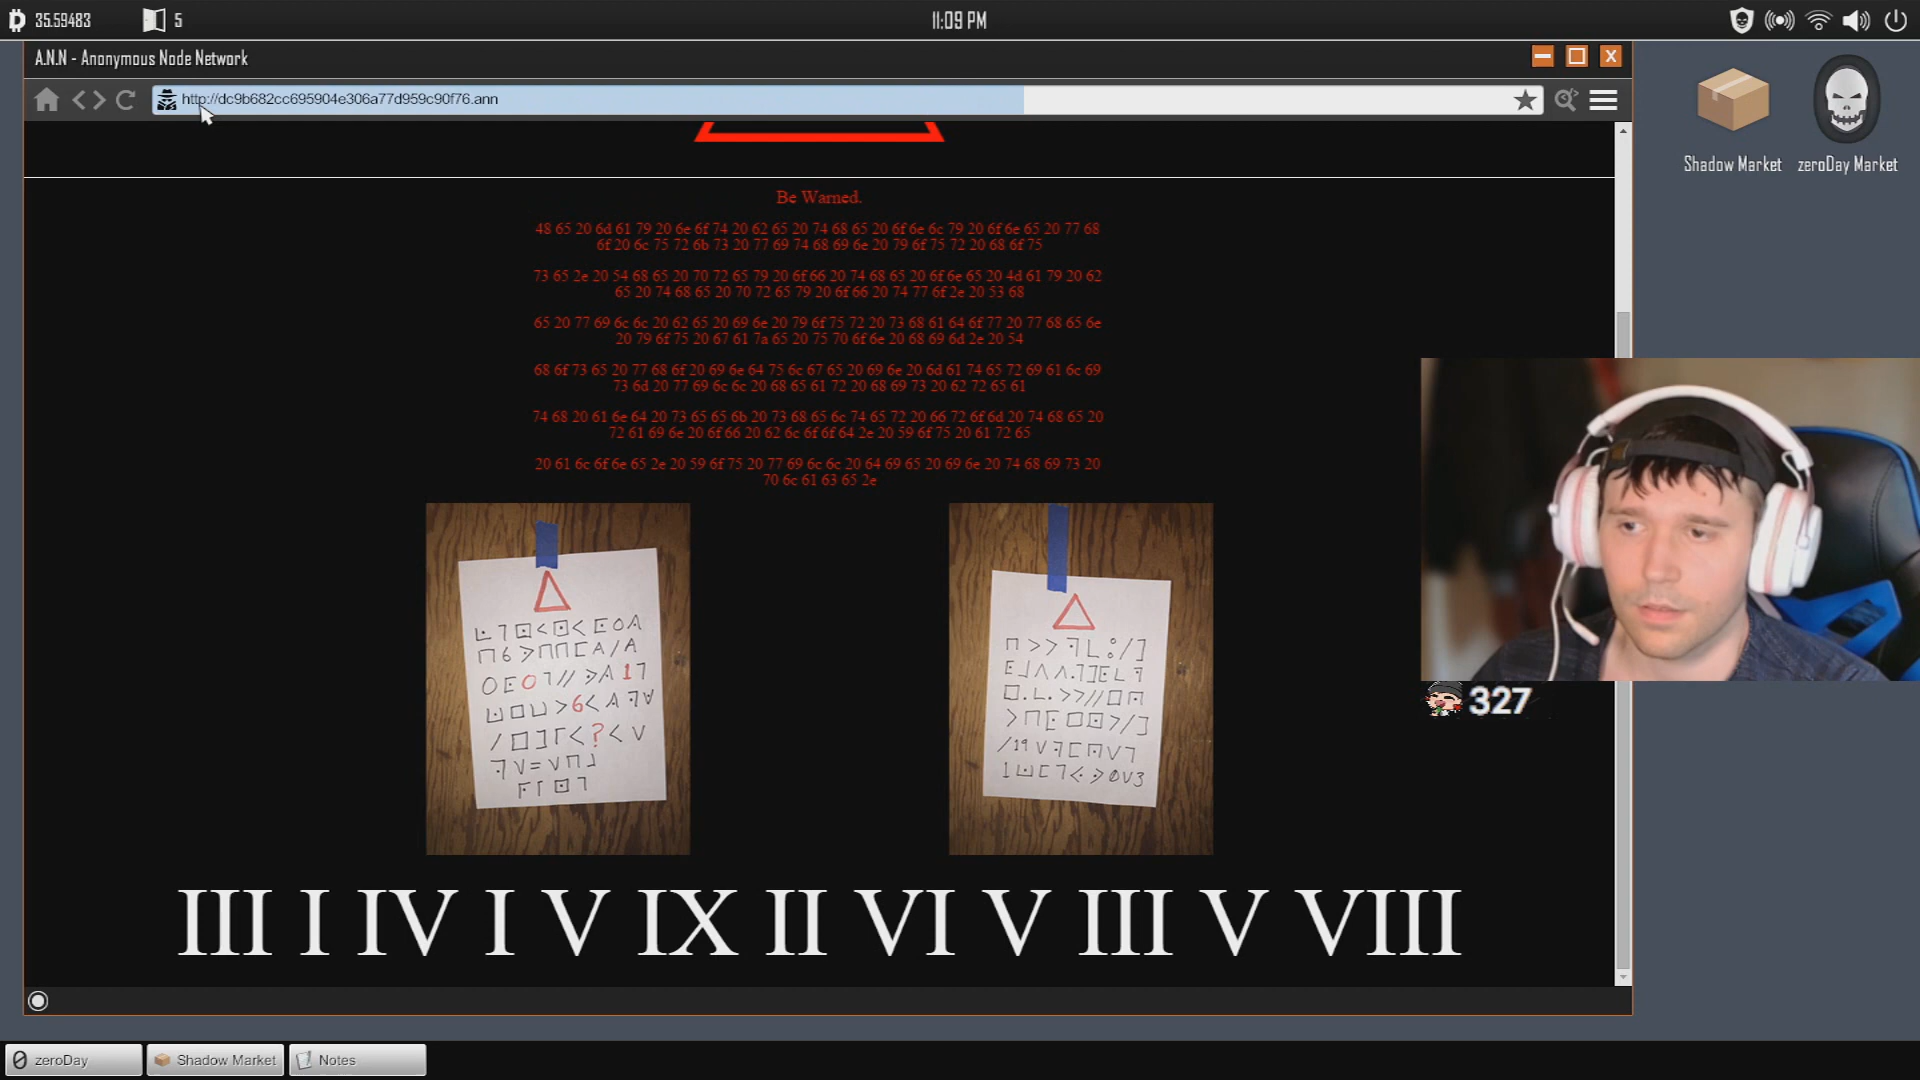 35.59483 5 11:09 PM
A.N.N - Anonymous Node Network
http://dc9b682cc695904e306a77d959c90f76.ann
Shadow Market zeroDay Market
Be Warned.
48 65 20 6d 61 79 20 6e 6f 74 20 62 65 20 74 68 65 20 6f 6e 6c 79 20 6f 6e 65 20 77 68
6f 20 6c 75 72 6b 73 20 77 69 74 68 69 6e 20 79 6f 75 72 20 68 6f 75
73 65 2e 20 54 68 65 20 70 72 65 79 20 6f 66 20 74 68 65 20 6f 6e 65 20 4d 61 79 20 62
65 20 74 68 65 20 70 72 65 79 20 6f 66 20 74 77 6f 2e 20 53 68
65 20 77 69 6c 6c 20 62 65 20 69 6e 20 79 6f 75 72 20 73 68 61 64 6f 77 20 77 68 65 6e
20 79 6f 75 20 67 61 7a 65 20 75 70 6f 6e 20 68 69 6d 2e 20 54
68 6f 73 65 20 77 68 6f 20 69 6e 64 75 6c 67 65 20 69 6e 20 6d 61 74 65 72 69 61 6c 69
73 6d 20 77 69 6c 6c 20 68 65 61 72 20 68 69 73 20 62 72 65 61
74 68 20 61 6e 64 20 73 65 65 6b 20 73 68 65 6c 74 65 72 20 66 72 6f 6d 20 74 68 65 20
72 61 69 6e 20 6f 66 20 62 6c 6f 6f 64 2e 20 59 6f 75 20 61 72 65
20 61 6c 6f 6e 65 2e 20 59 6f 75 20 77 69 6c 6c 20 64 69 65 20 69 6e 20 74 68 69 73 20
70 6c 61 63 65 2e
III I IV I V IX II VI V III V VIII
327
zeroDay Shadow Market Notes